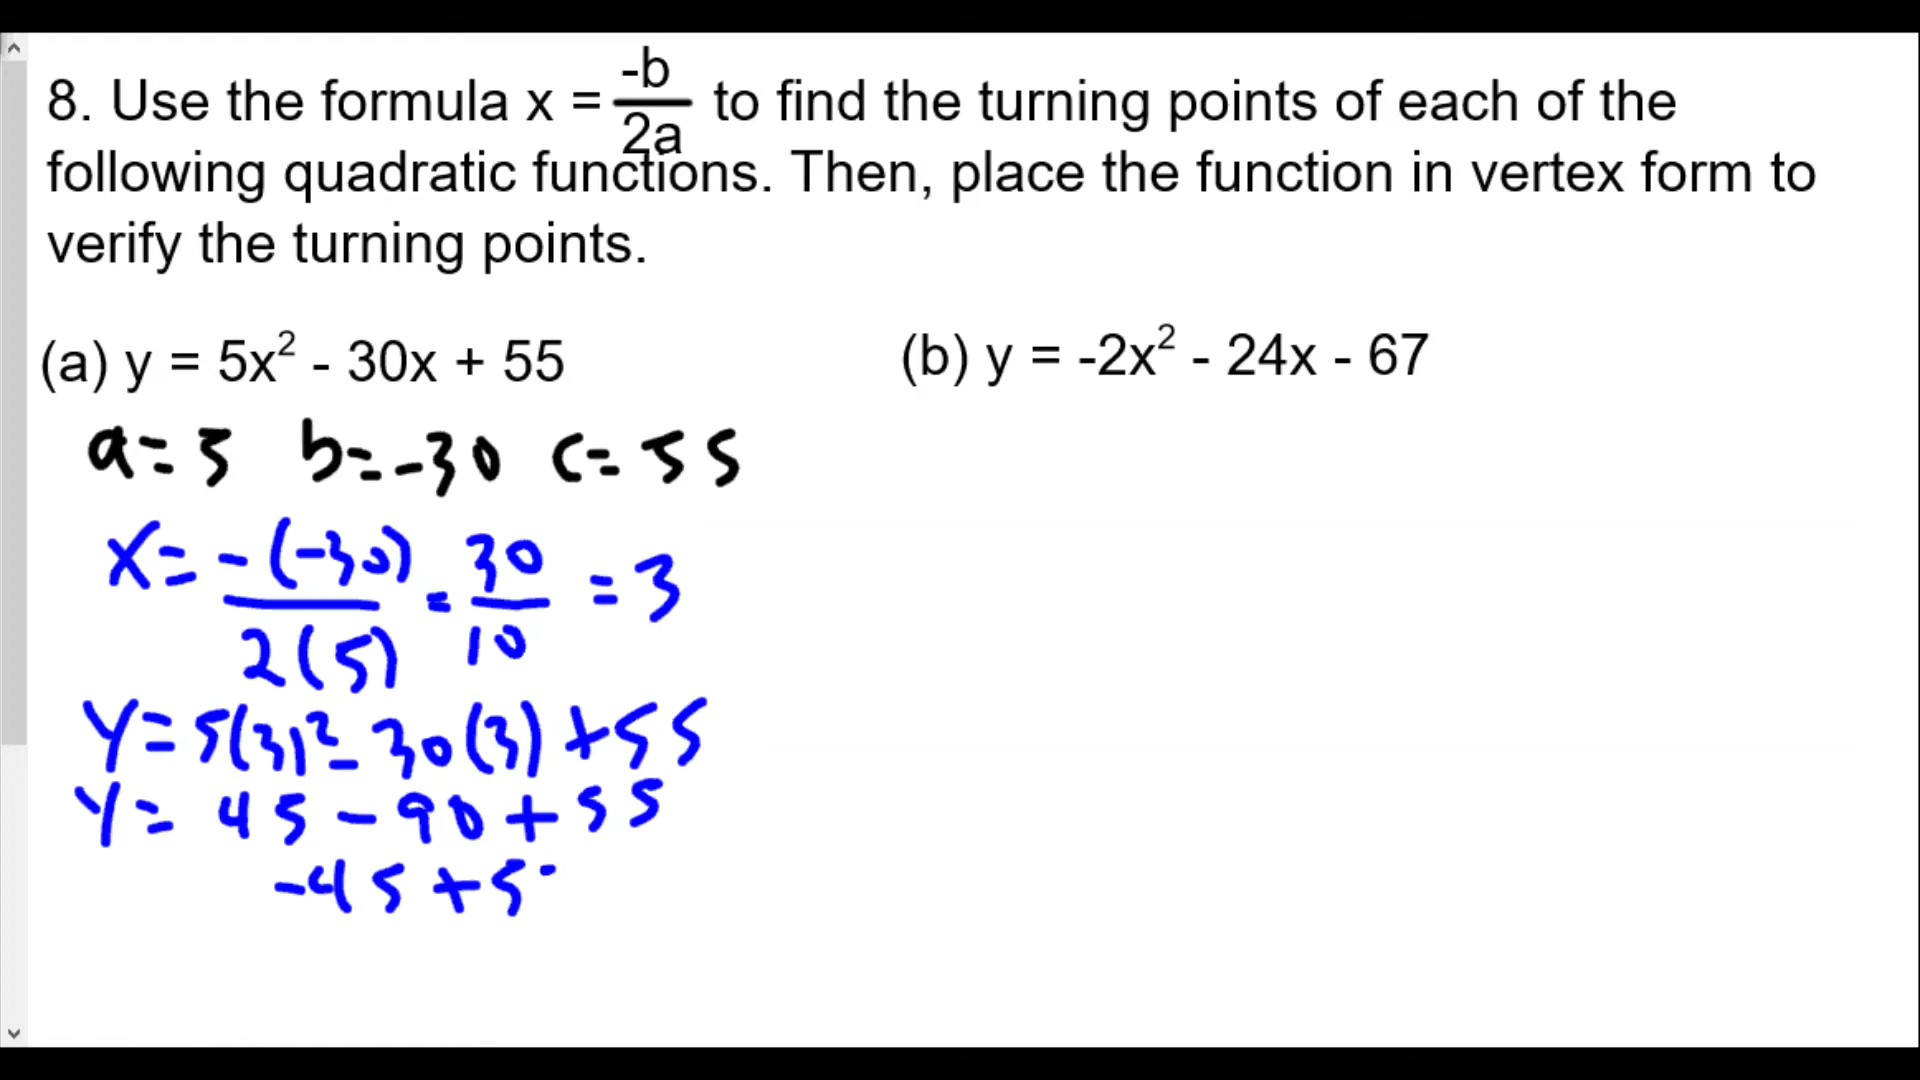 8. Use the formula x = -b/2a to find the turning points of each of the
following quadratic functions. Then, place the function in vertex form to
verify the turning points.
(a) y = 5x² - 30x + 55
(b) y = -2x² - 24x - 67
a = 5 b = -30 c = 55
x = -(-30)/2(5) = 30/10 = 3
y = 5(3)² - 30(3) + 55
y = 45 - 90 + 55
-45 + 5